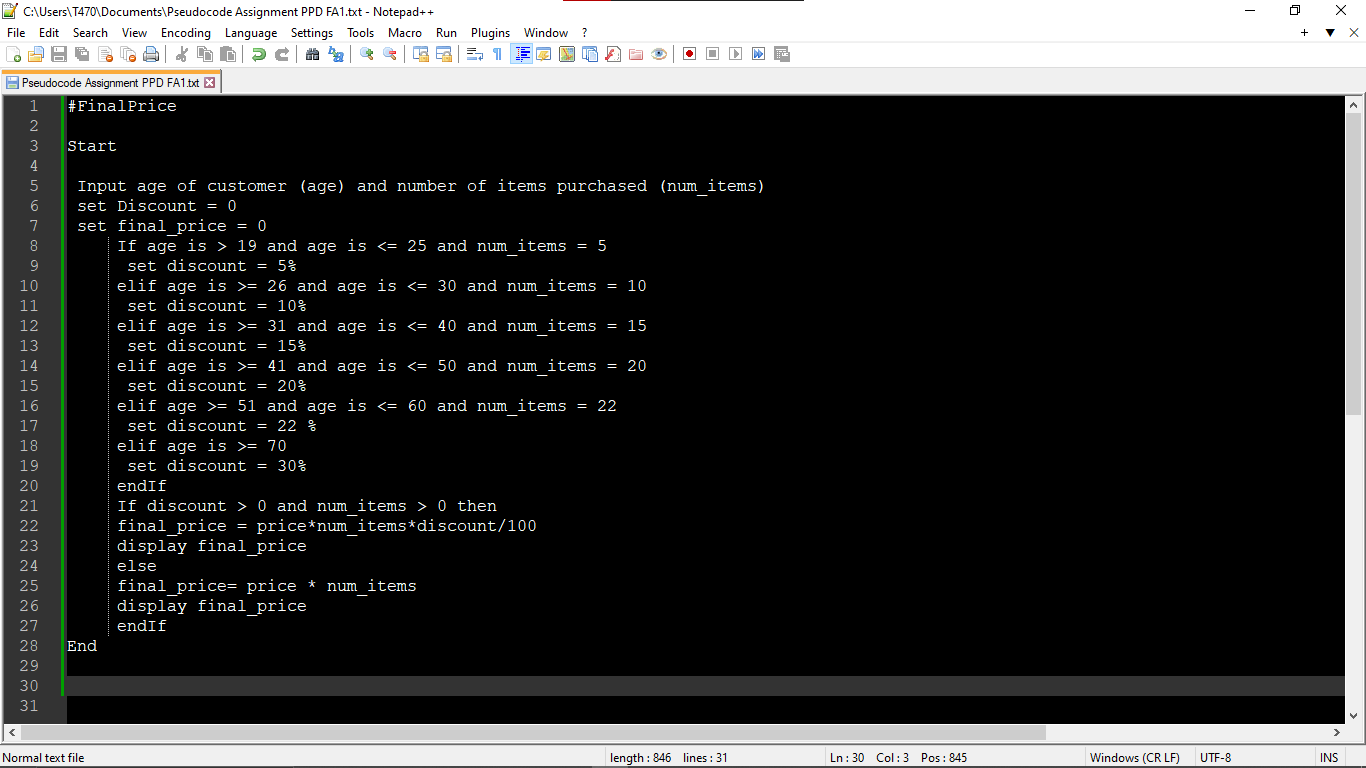 C:\Users\T470\Documents\Pseudocode Assignment PPD FA1.txt - Notepad++
File Edit Search View Encoding Language Settings Tools Macro Run Plugins Window ? + ▼ X
Pseudocode Assignment PPD FA1.txt
1 #FinalPrice
2
3 Start
4
5 Input age of customer (age) and number of items purchased (num_items)
6 set Discount = 0
7 set final_price = 0
8 If age is > 19 and age is <= 25 and num_items = 5
9 set discount = 5%
10 elif age is >= 26 and age is <= 30 and num_items = 10
11 set discount = 10%
12 elif age is >= 31 and age is <= 40 and num_items = 15
13 set discount = 15%
14 elif age is >= 41 and age is <= 50 and num_items = 20
15 set discount = 20%
16 elif age >= 51 and age is <= 60 and num_items = 22
17 set discount = 22 %
18 elif age is >= 70
19 set discount = 30%
20 endIf
21 If discount > 0 and num_items > 0 then
22 final_price = price*num_items*discount/100
23 display final_price
24 else
25 final_price= price * num_items
26 display final_price
27 endIf
28 End
29
30
31
Normal text file length : 846 lines : 31 Ln : 30 Col : 3 Pos : 845 Windows (CR LF) UTF-8 INS